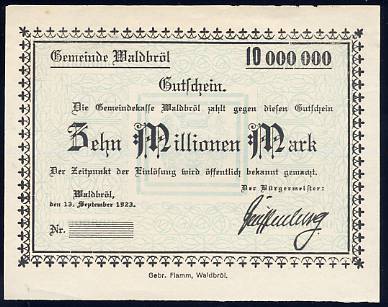 Gemeinde Waldbröl 10 000 000
Gutschein.
Die Gemeindekasse Waldbröl zahlt gegen diesen Gutschein
Zehn Millionen Mark
Der Zeitpunkt der Einlösung wird öffentlich bekannt gemacht.
Waldbröl, Der Bürgermeister:
den 13. September 1923.
Nr.
Gebr. Flamm, Waldbröl.